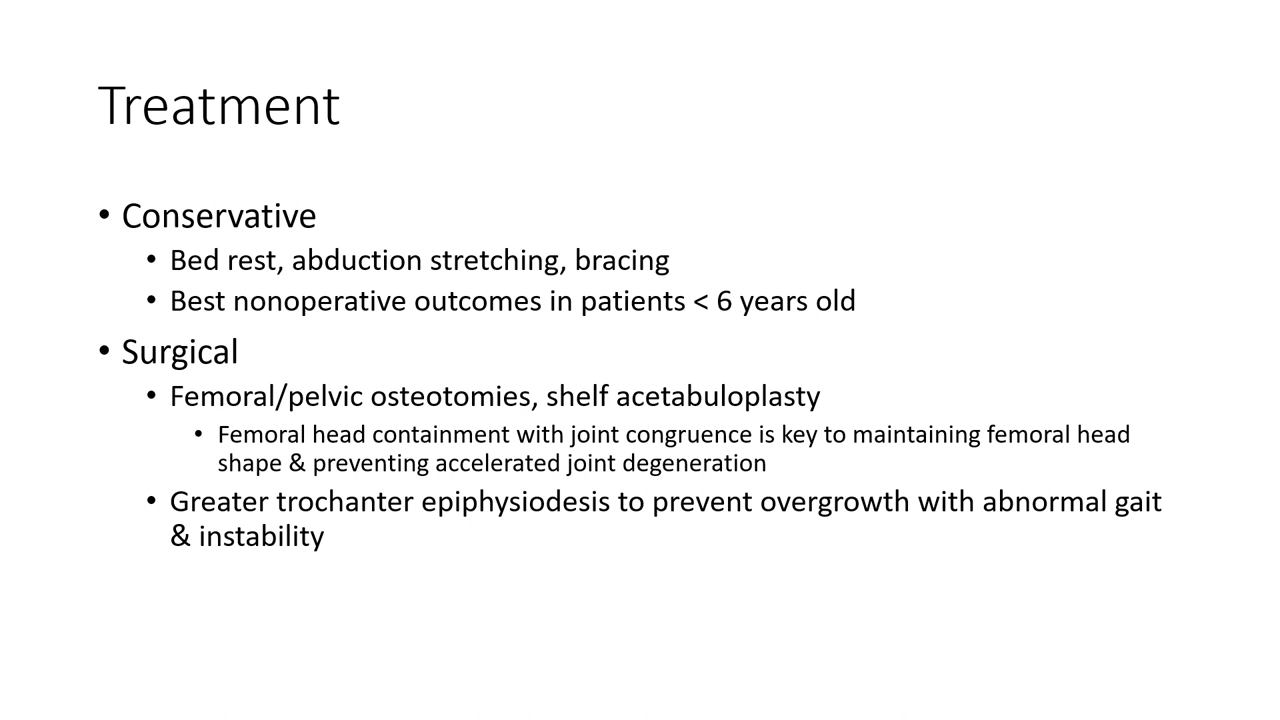 Treatment
• Conservative
• Bed rest, abduction stretching, bracing
• Best nonoperative outcomes in patients < 6 years old
• Surgical
• Femoral/pelvic osteotomies, shelf acetabuloplasty
• Femoral head containment with joint congruence is key to maintaining femoral head
shape & preventing accelerated joint degeneration
• Greater trochanter epiphysiodesis to prevent overgrowth with abnormal gait
& instability